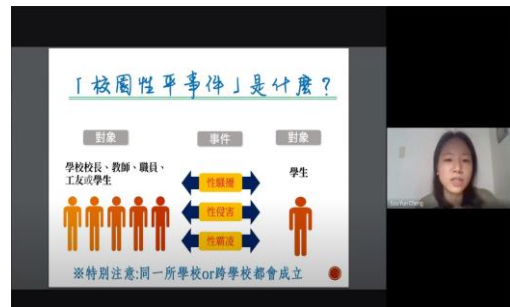 「校園性平事件」是什麼?
對象
事件
對象
學校校長、教師、職員、
工友或學生
學生
性騷擾
性侵害
性霸凌
※特別注意:同一所學校or跨學校都會成立